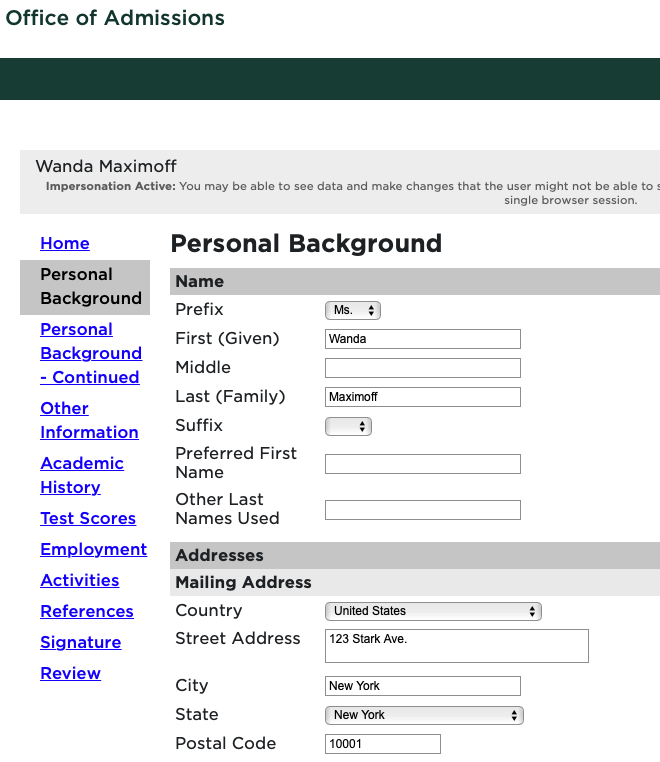 Office of Admissions
Wanda Maximoff
Impersonation Active: You may be able to see data and make changes that the user might not be able to
single browser session.
Home
Personal
Background
Personal
Background
- Continued
Other
Information
Academic
History
Test Scores
Employment
Activities
References
Signature
Review
Personal Background
Name
Prefix Ms.
First (Given) Wanda
Middle
Last (Family) Maximoff
Suffix
Preferred First
Name
Other Last
Names Used
Addresses
Mailing Address
Country United States
Street Address 123 Stark Ave.
City New York
State New York
Postal Code 10001